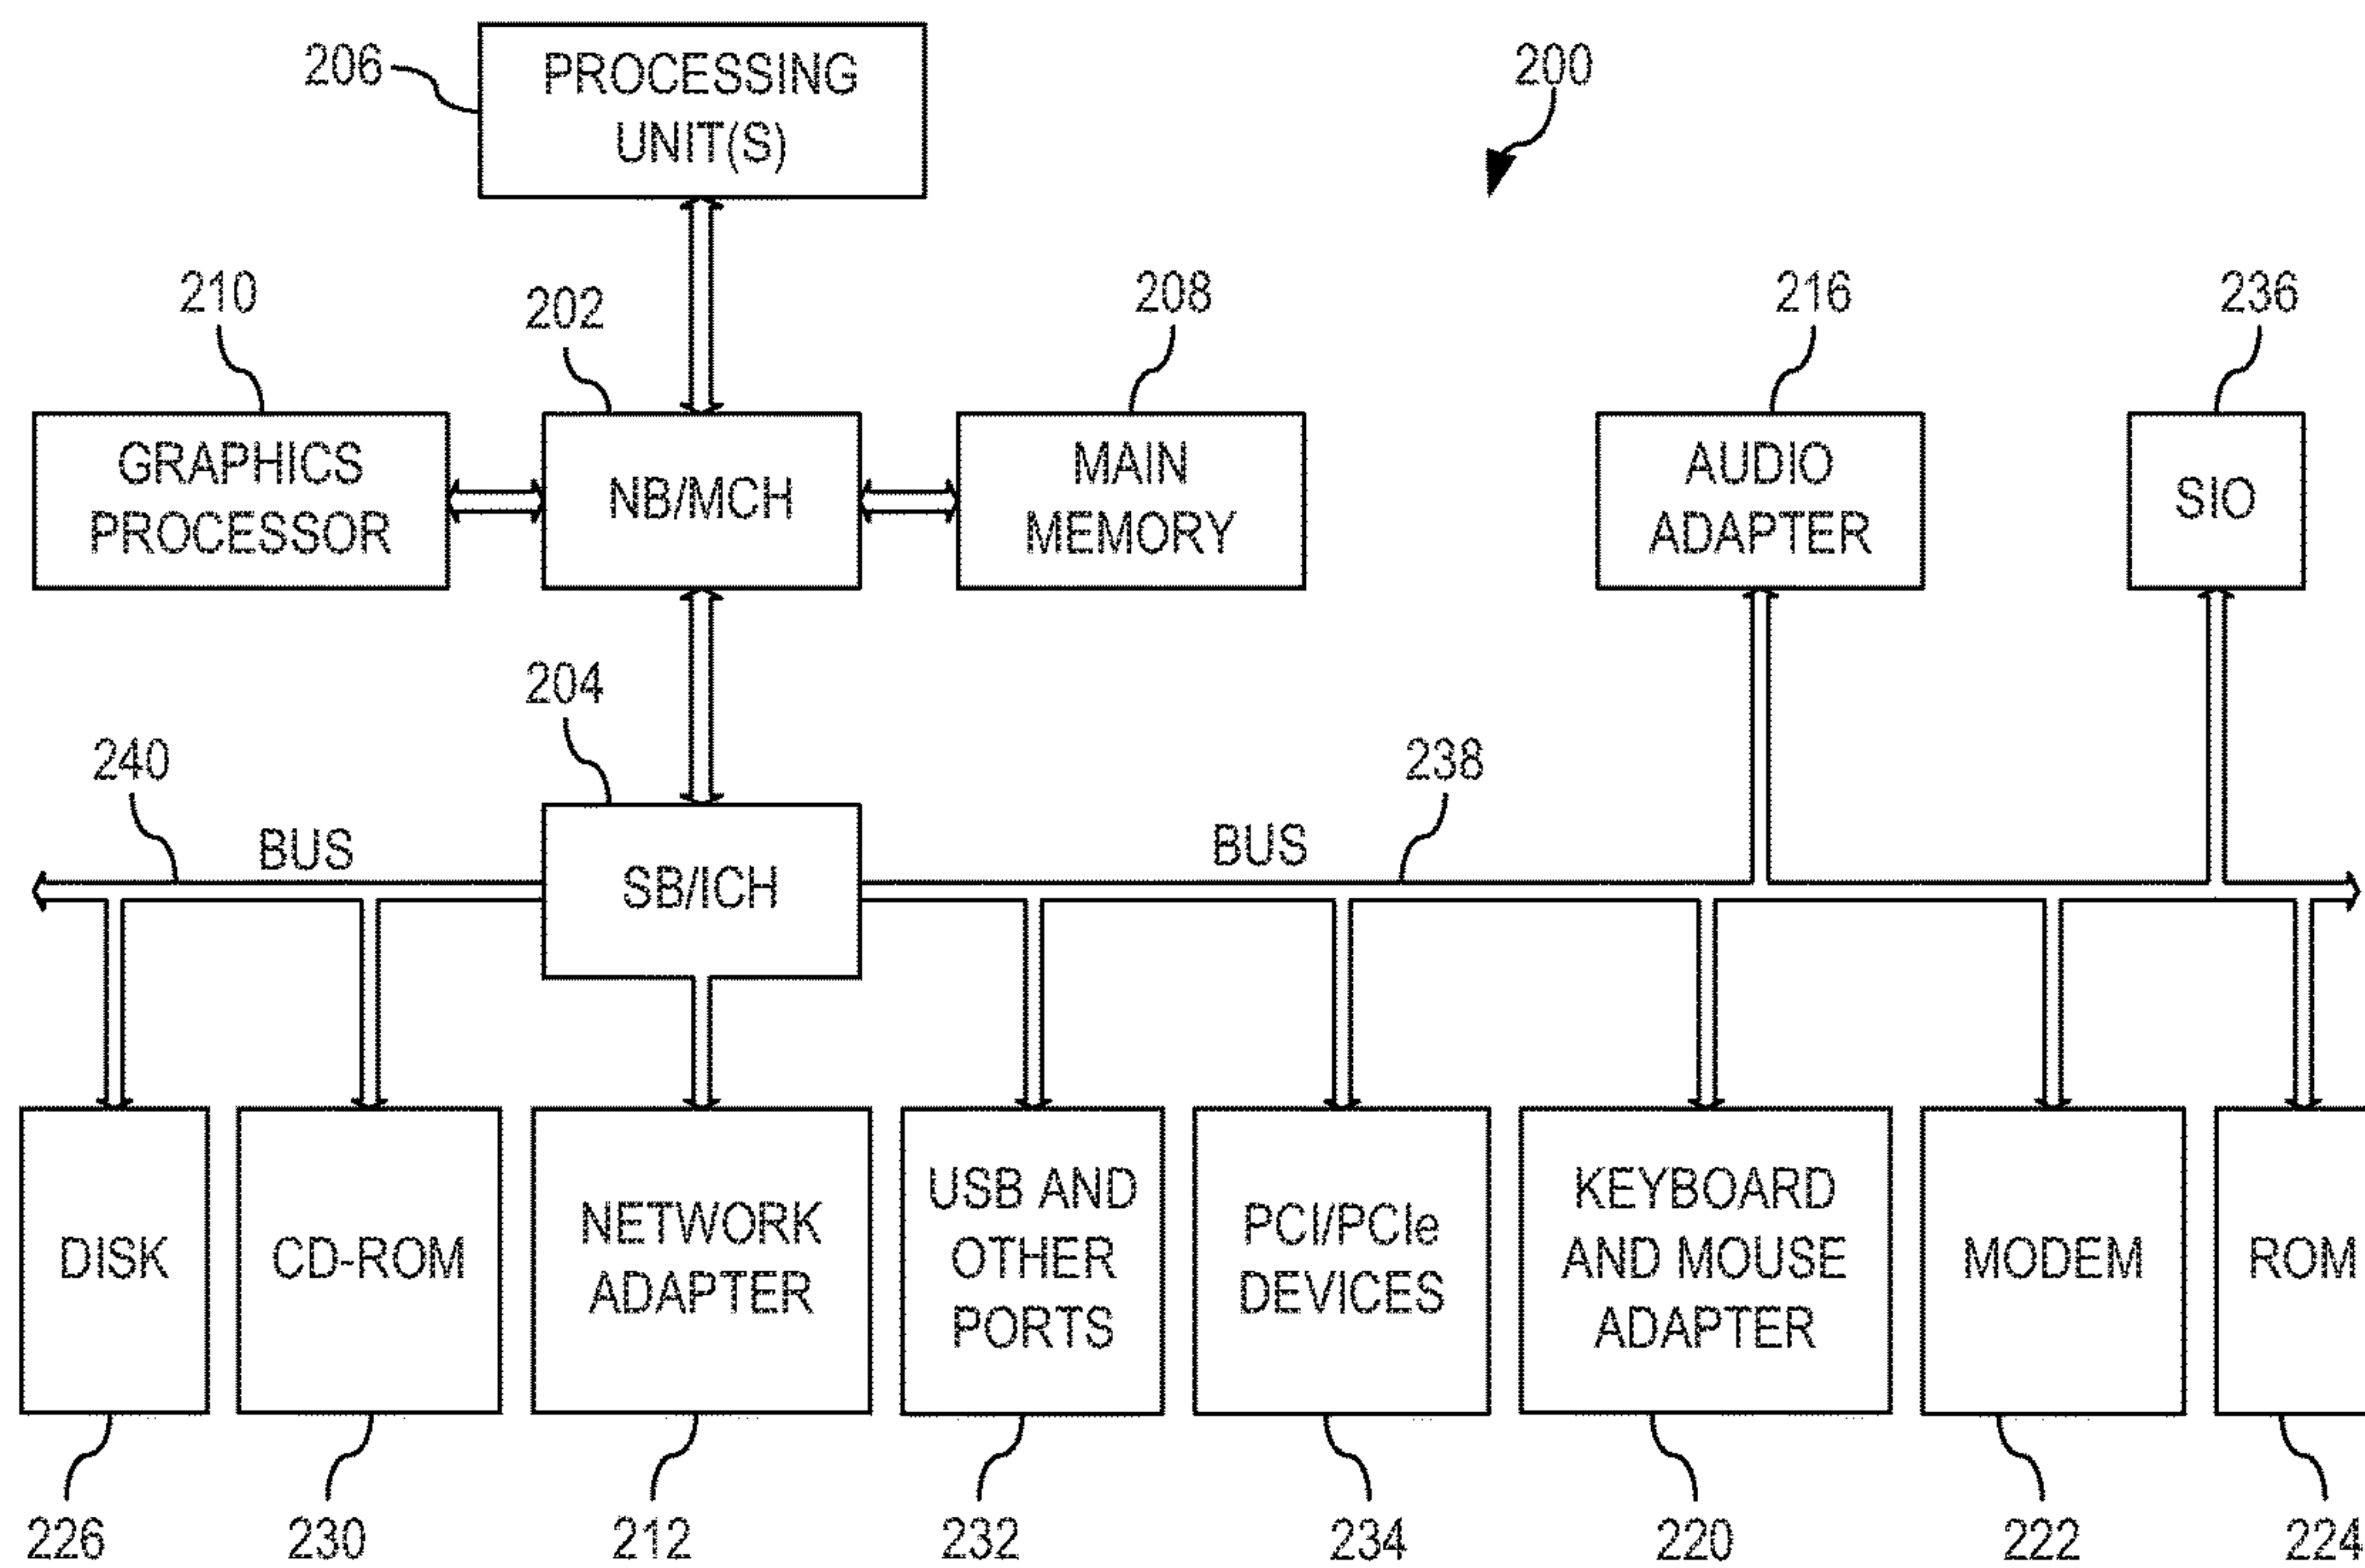 206
PROCESSING
UNIT(S)
200
210
202
208
216
236
GRAPHICS
PROCESSOR
NB/MCH
MAIN
MEMORY
AUDIO
ADAPTER
SIO
204
240
238
BUS
SB/ICH
BUS
DISK
CD-ROM
NETWORK
ADAPTER
USB AND
OTHER
PORTS
PCI/PCIe
DEVICES
KEYBOARD
AND MOUSE
ADAPTER
MODEM
ROM
226
230
212
232
234
220
222
224